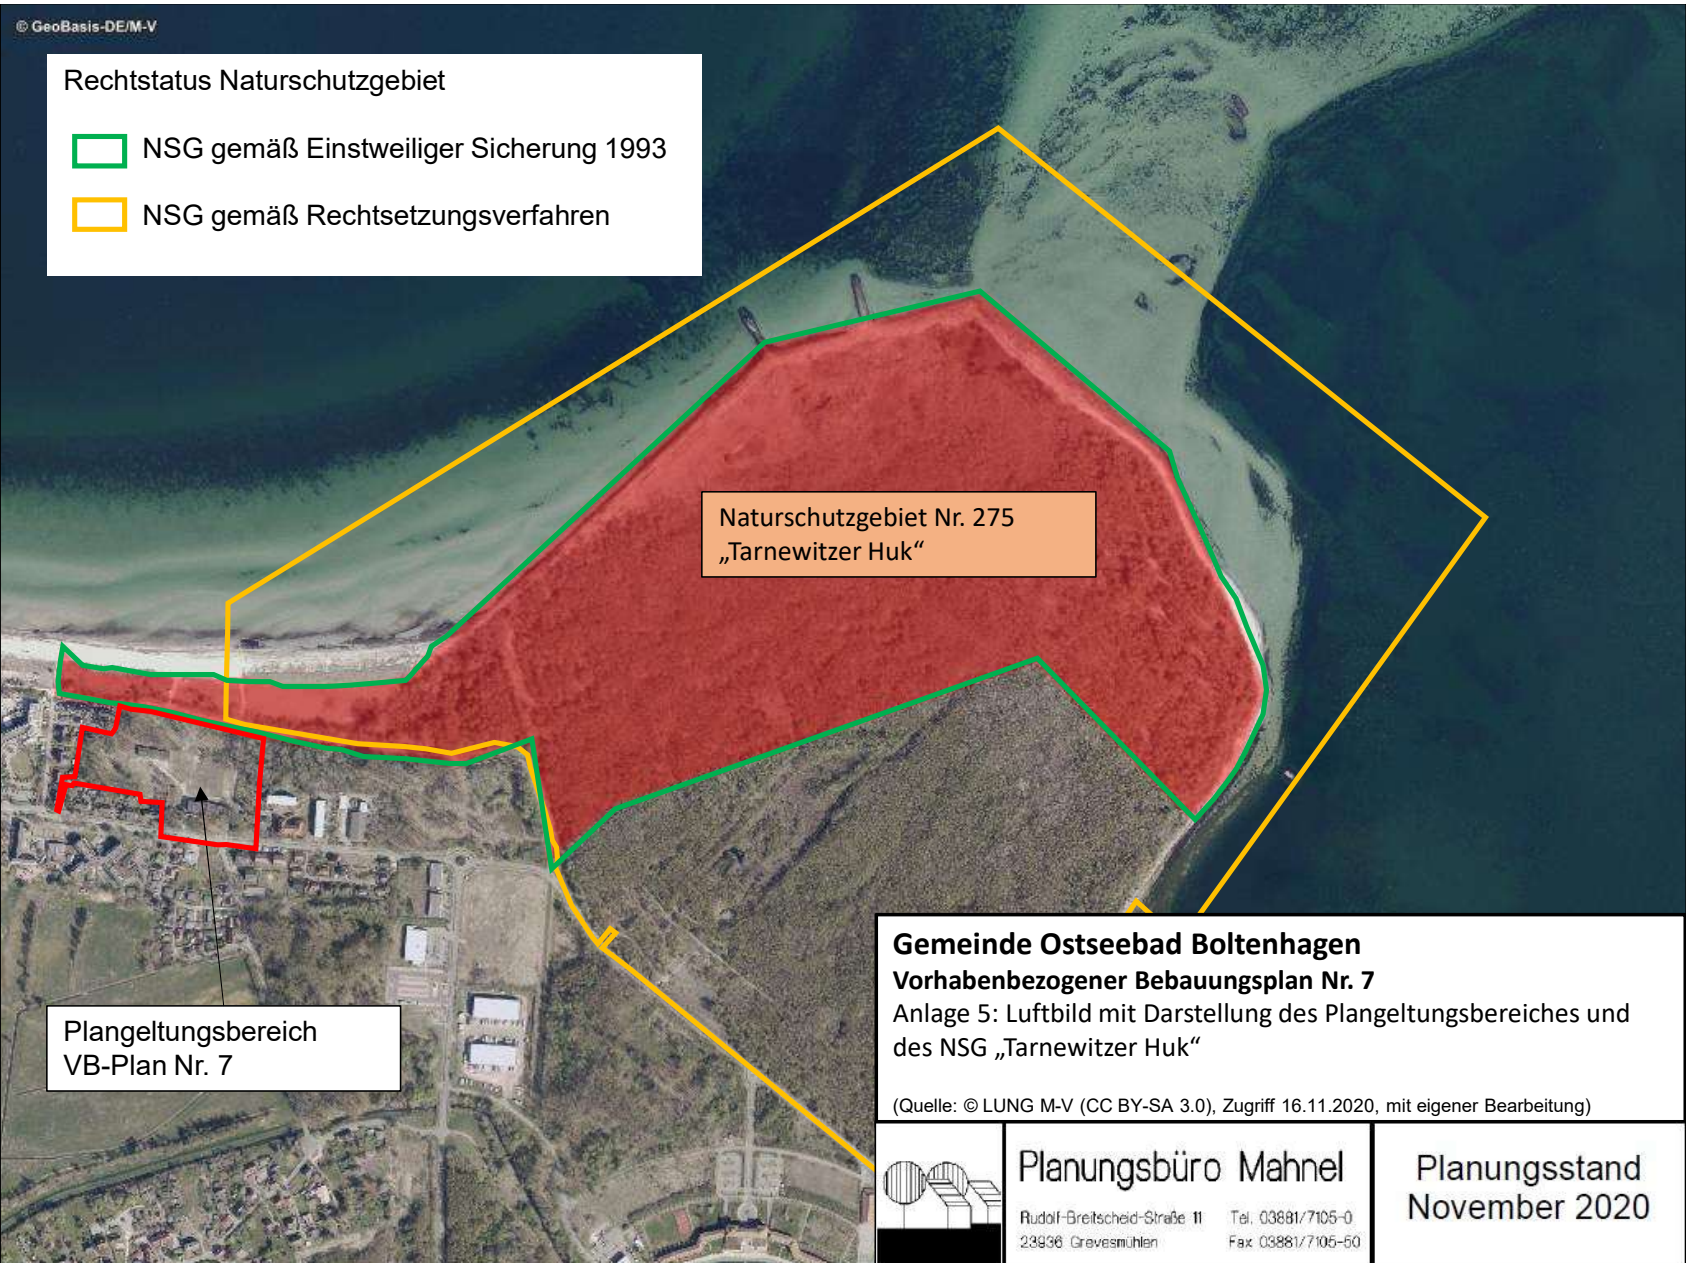 © GeoBasis-DE/M-V
Rechtstatus Naturschutzgebiet
NSG gemäß Einstweiliger Sicherung 1993
NSG gemäß Rechtsetzungsverfahren
Naturschutzgebiet Nr. 275
„Tarnewitzer Huk“
Plangeltungsbereich
VB-Plan Nr. 7
Gemeinde Ostseebad Boltenhagen
Vorhabenbezogener Bebauungsplan Nr. 7
Anlage 5: Luftbild mit Darstellung des Plangeltungsbereiches und
des NSG „Tarnewitzer Huk“
(Quelle: © LUNG M-V (CC BY-SA 3.0), Zugriff 16.11.2020, mit eigener Bearbeitung)
Planungsbüro Mahnel
Rudolf-Breitscheid-Straße 11 Tel. 03881/7105-0
23936 Grevesmühlen Fax 03881/7105-50
Planungsstand
November 2020